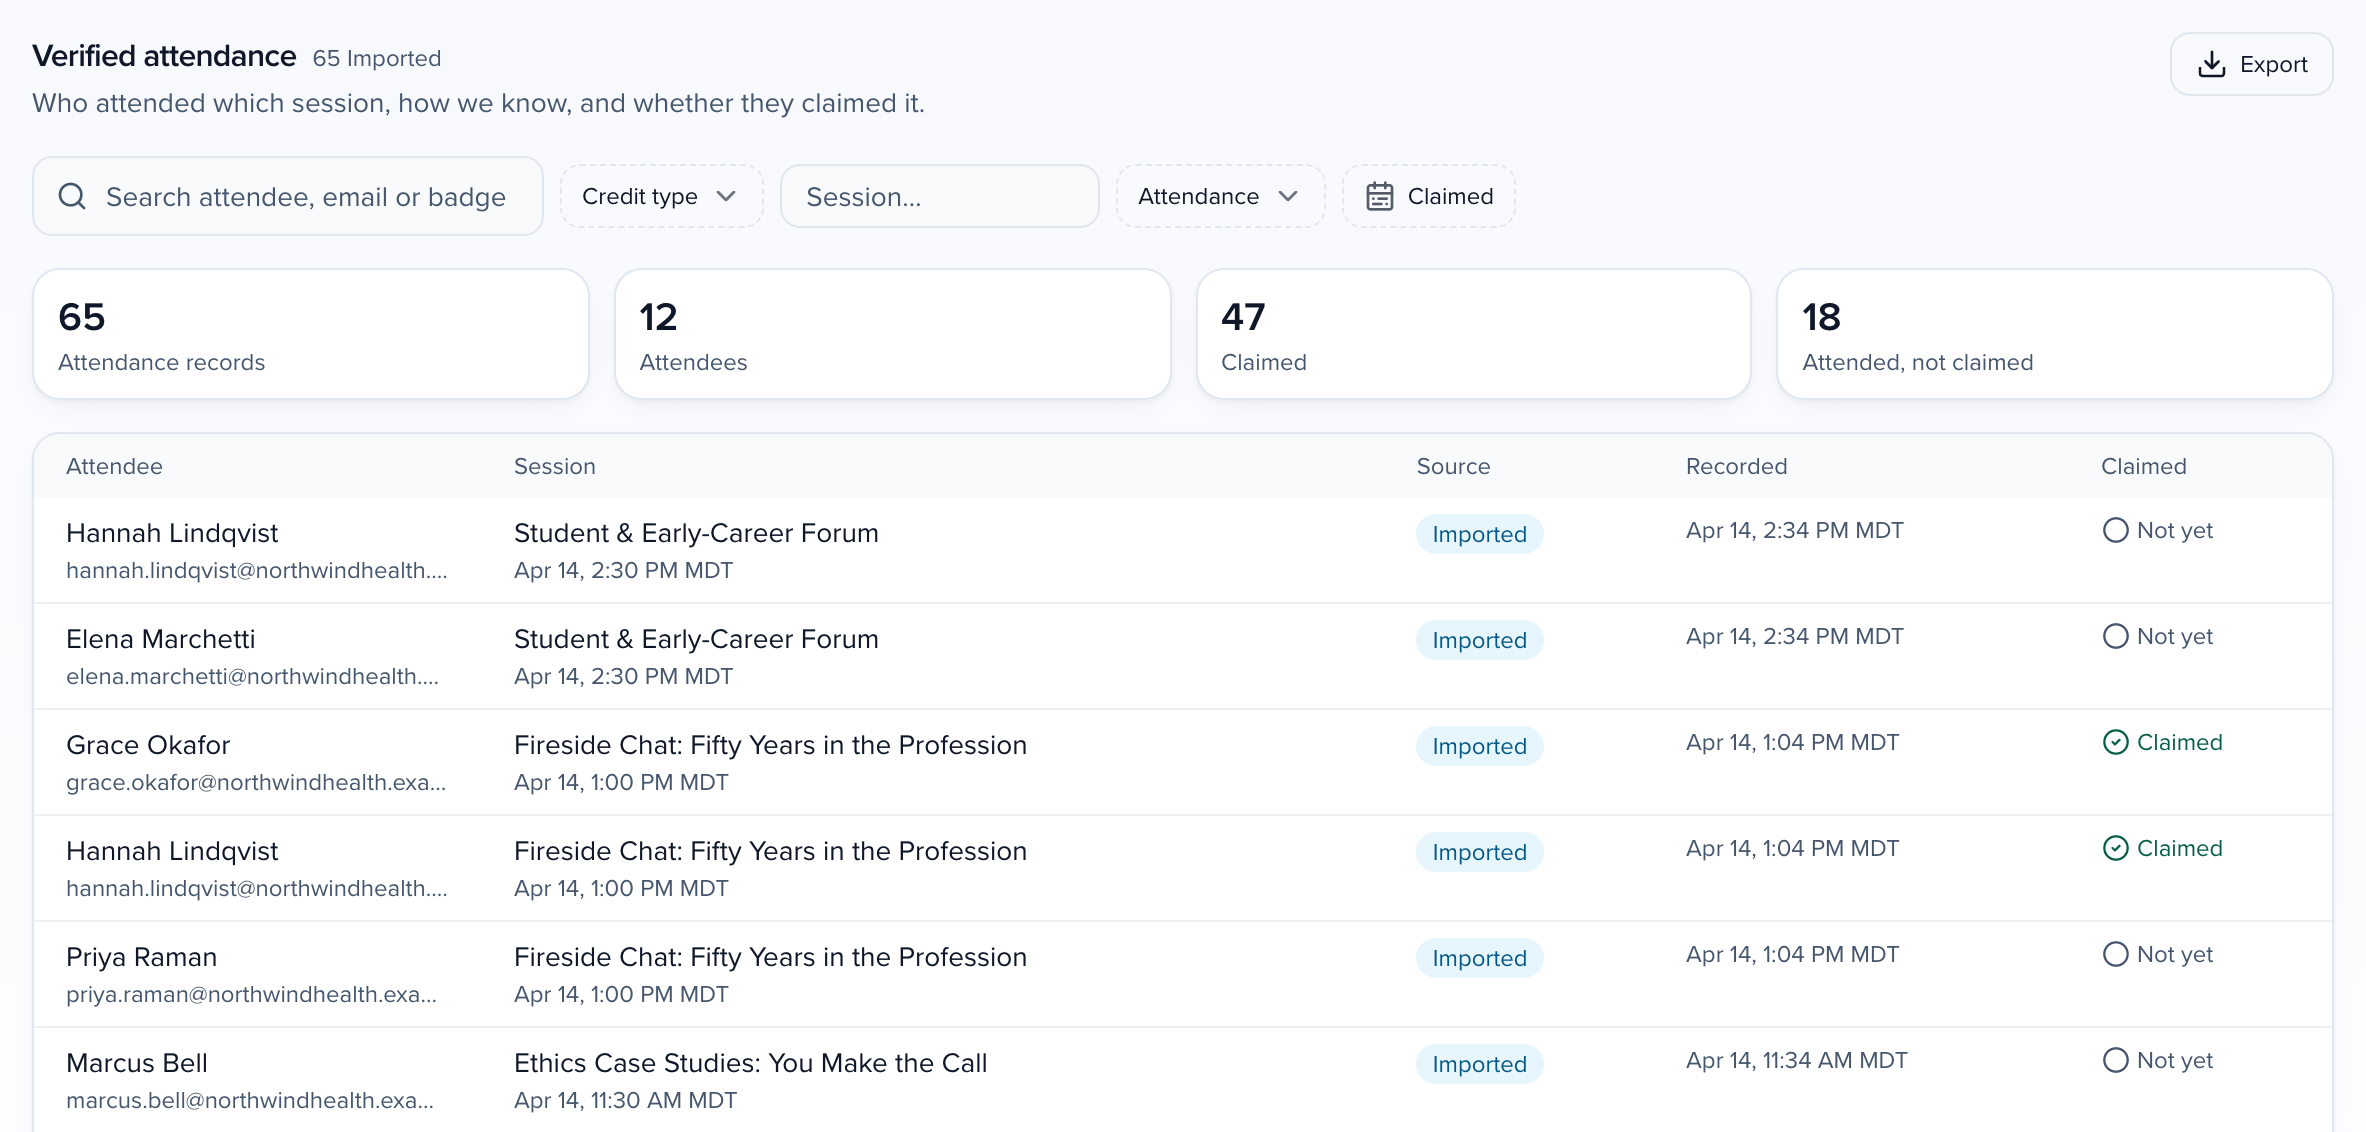 Verified attendance 65 Imported
Export
Who attended which session, how we know, and whether they claimed it.
Search attendee, email or badge
Credit type
Session...
Attendance
Claimed
65
Attendance records
12
Attendees
47
Claimed
18
Attended, not claimed
Attendee Session Source Recorded Claimed
Hannah Lindqvist Student & Early-Career Forum Imported Apr 14, 2:34 PM MDT Not yet
hannah.lindqvist@northwindhealth.... Apr 14, 2:30 PM MDT
Elena Marchetti Student & Early-Career Forum Imported Apr 14, 2:34 PM MDT Not yet
elena.marchetti@northwindhealth.... Apr 14, 2:30 PM MDT
Grace Okafor Fireside Chat: Fifty Years in the Profession Imported Apr 14, 1:04 PM MDT Claimed
grace.okafor@northwindhealth.exa... Apr 14, 1:00 PM MDT
Hannah Lindqvist Fireside Chat: Fifty Years in the Profession Imported Apr 14, 1:04 PM MDT Claimed
hannah.lindqvist@northwindhealth.... Apr 14, 1:00 PM MDT
Priya Raman Fireside Chat: Fifty Years in the Profession Imported Apr 14, 1:04 PM MDT Not yet
priya.raman@northwindhealth.exa... Apr 14, 1:00 PM MDT
Marcus Bell Ethics Case Studies: You Make the Call Imported Apr 14, 11:34 AM MDT Not yet
marcus.bell@northwindhealth.exa... Apr 14, 11:30 AM MDT